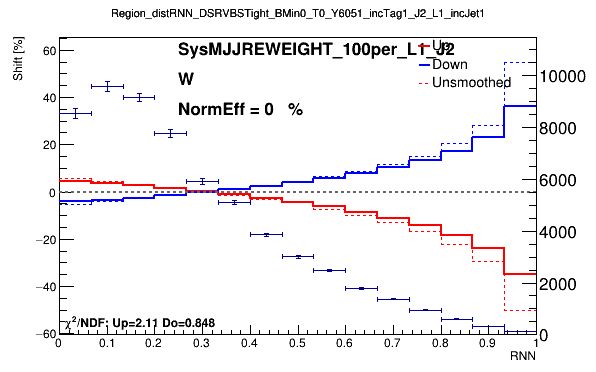 Region_distRNN_DSRVBSTight_BMin0_T0_Y6051_incTag1_J2_L1_incJet1
Shift [%]
SysMJJREWEIGHT_100per_L1_J2
W
NormEff = 0 %
Up
Down
Unsmoothed
60
40
20
0
−20
−40
−60
10000
8000
6000
4000
2000
0
χ²/NDF: Up=2.11 Do=0.848
0 0.1 0.2 0.3 0.4 0.5 0.6 0.7 0.8 0.9 1
RNN